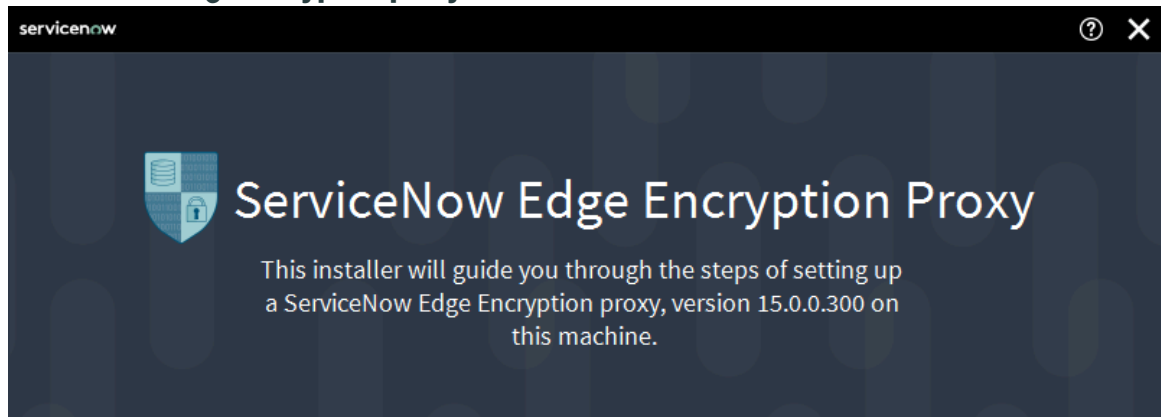 servicenow
ServiceNow Edge Encryption Proxy
This installer will guide you through the steps of setting up
a ServiceNow Edge Encryption proxy, version 15.0.0.300 on
this machine.